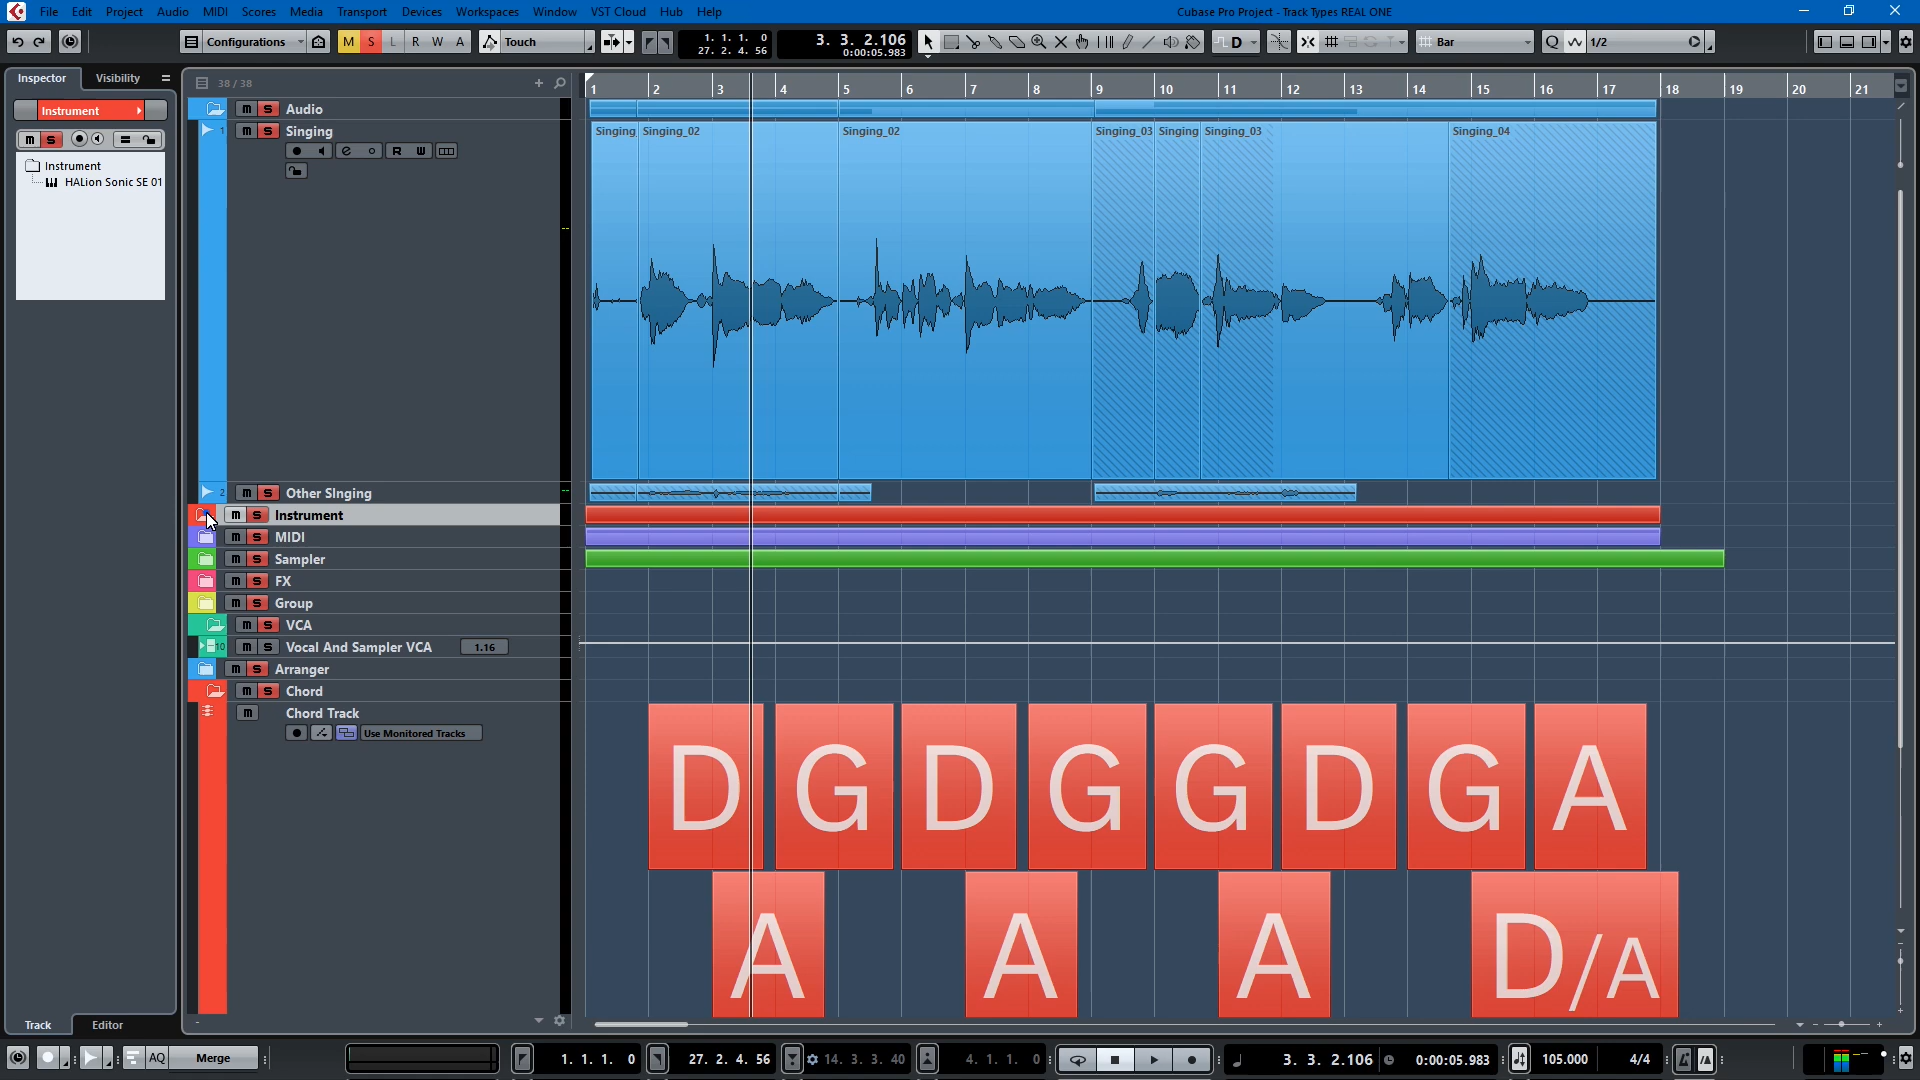 File Edit Project Audio MIDI Scores Media Transport Devices Workspaces Window VST Cloud Hub Help
Cubase Pro Project - Track Types REAL ONE
Configurations
M S L R W A
Touch
1. 1. 1. 0
27. 2. 4. 56
3. 3. 2.106
0:00:05.983
D
Bar
Q 1/2
Inspector Visibility
38 / 38
1 2 3 4 5 6 7 8 9 10 11 12 13 14 15 16 17 18 19 20 21
Instrument
m s
Instrument
HALion Sonic SE 01
m s Audio
1 m s Singing
e R W
Singing Singing_02 Singing_02 Singing_03 Singing Singing_03 Singing_04
2 m s Other SInging
m s Instrument
m s MIDI
m s Sampler
m s FX
m s Group
m s VCA
10 m s Vocal And Sampler VCA 1.16
m s Arranger
m s Chord
m Chord Track
Use Monitored Tracks
D G D G G D G A
A A A D/A
Track Editor
AQ Merge
1. 1. 1. 0
27. 2. 4. 56
14. 3. 3. 40
4. 1. 1. 0
3. 3. 2.106
0:00:05.983
105.000
4/4